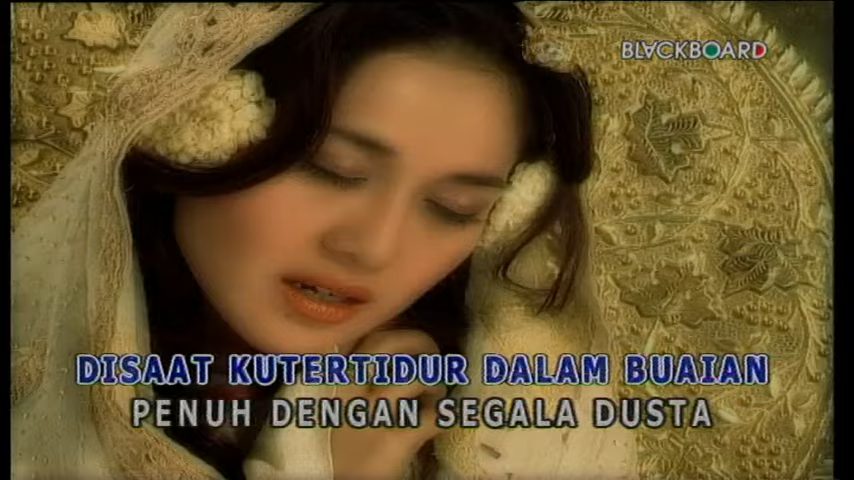 BLACKBOARD
DISAAT KUTERTIDUR DALAM BUAIAN
PENUH DENGAN SEGALA DUSTA